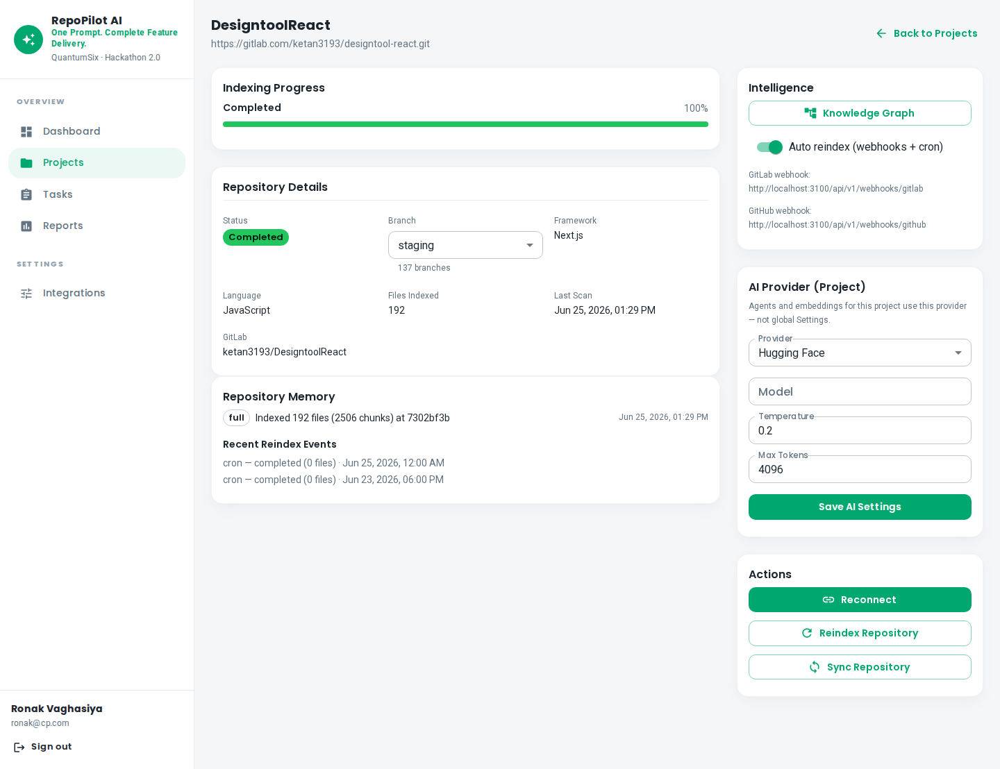 RepoPilot AI
One Prompt. Complete Feature
Delivery.
QuantumSix · Hackathon 2.0
OVERVIEW
Dashboard
Projects
Tasks
Reports
SETTINGS
Integrations
Ronak Vaghasiya
ronak@cp.com
Sign out
DesigntoolReact
https://gitlab.com/ketan3193/designtool-react.git
Back to Projects
Indexing Progress
Completed 100%
Repository Details
Status Branch Framework
Completed staging Next.js
137 branches
Language Files Indexed Last Scan
JavaScript 192 Jun 25, 2026, 01:29 PM
GitLab
ketan3193/DesigntoolReact
Repository Memory
full Indexed 192 files (2506 chunks) at 7302bf3b Jun 25, 2026, 01:29 PM
Recent Reindex Events
cron — completed (0 files) · Jun 25, 2026, 12:00 AM
cron — completed (0 files) · Jun 23, 2026, 06:00 PM
Intelligence
Knowledge Graph
Auto reindex (webhooks + cron)
GitLab webhook:
http://localhost:3100/api/v1/webhooks/gitlab
GitHub webhook:
http://localhost:3100/api/v1/webhooks/github
AI Provider (Project)
Agents and embeddings for this project use this provider
— not global Settings.
Provider
Hugging Face
Model
Temperature
0.2
Max Tokens
4096
Save AI Settings
Actions
Reconnect
Reindex Repository
Sync Repository